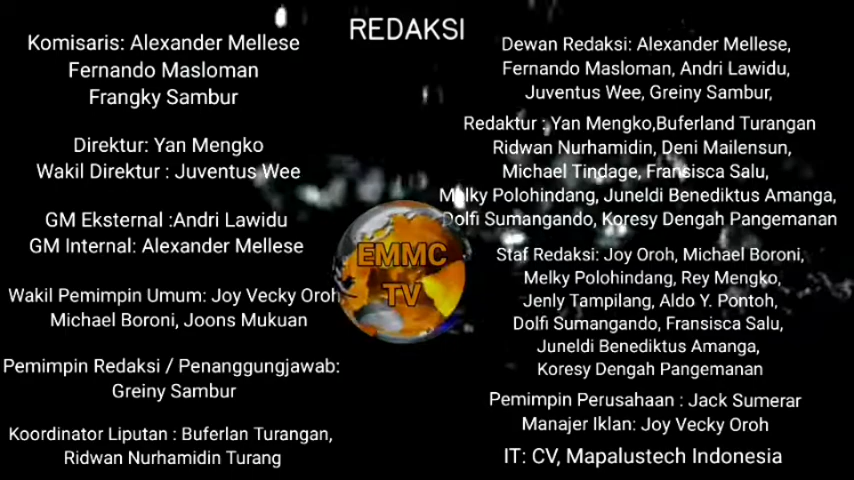 REDAKSI
Komisaris: Alexander Mellese
Fernando Masloman
Frangky Sambur
Direktur: Yan Mengko
Wakil Direktur : Juventus Wee
GM Eksternal :Andri Lawidu
GM Internal: Alexander Mellese
Wakil Pemimpin Umum: Joy Vecky Oroh
Michael Boroni, Joons Mukuan
Pemimpin Redaksi / Penanggungjawab:
Greiny Sambur
Koordinator Liputan : Buferlan Turangan,
Ridwan Nurhamidin Turang
EMMC
TV
Dewan Redaksi: Alexander Mellese,
Fernando Masloman, Andri Lawidu,
Juventus Wee, Greiny Sambur,
Redaktur : Yan Mengko,Buferland Turangan
Ridwan Nurhamidin, Deni Mailensun,
Michael Tindage, Fransisca Salu,
Melky Polohindang, Juneldi Benediktus Amanga,
Dolfi Sumangando, Koresy Dengah Pangemanan
Staf Redaksi: Joy Oroh, Michael Boroni,
Melky Polohindang, Rey Mengko,
Jenly Tampilang, Aldo Y. Pontoh,
Dolfi Sumangando, Fransisca Salu,
Juneldi Benediktus Amanga,
Koresy Dengah Pangemanan
Pemimpin Perusahaan : Jack Sumerar
Manajer Iklan: Joy Vecky Oroh
IT: CV, Mapalustech Indonesia